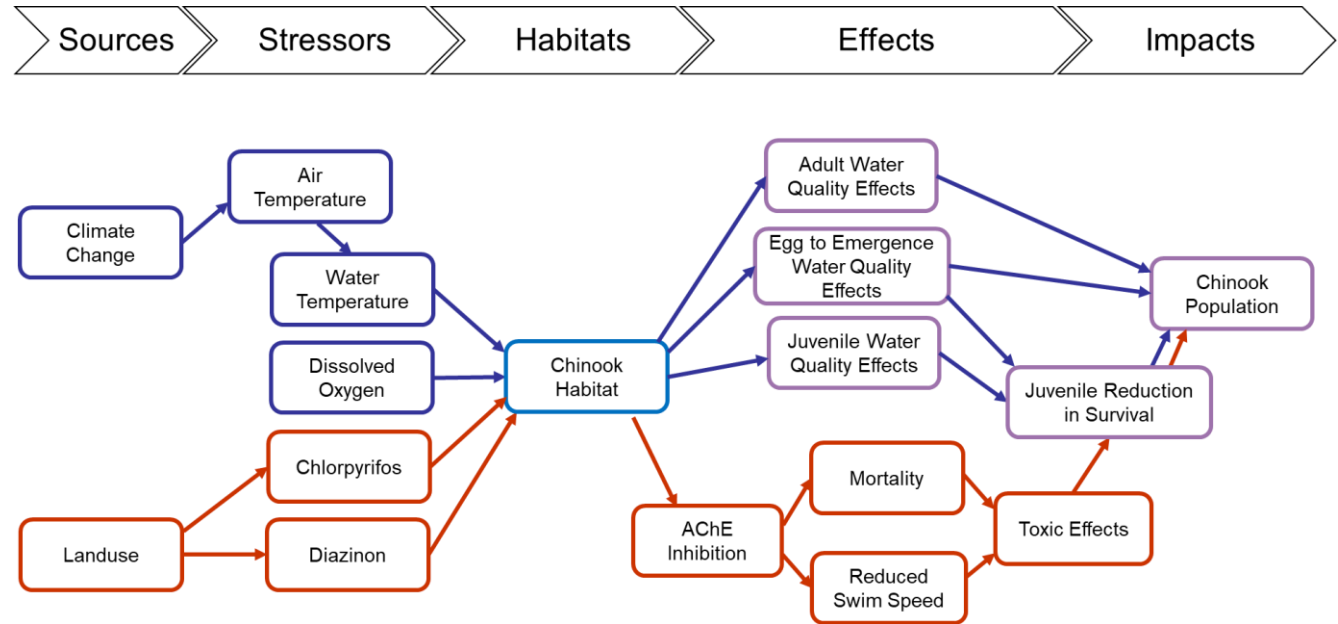 Sources
Stressors
Habitats
Effects
Impacts
Climate
Change
Air
Temperature
Water
Temperature
Dissolved
Oxygen
Chlorpyrifos
Landuse
Diazinon
Chinook
Habitat
Adult Water
Quality Effects
Egg to Emergence
Water Quality
Effects
Juvenile Water
Quality Effects
AChE
Inhibition
Mortality
Reduced
Swim Speed
Toxic Effects
Juvenile Reduction
in Survival
Chinook
Population